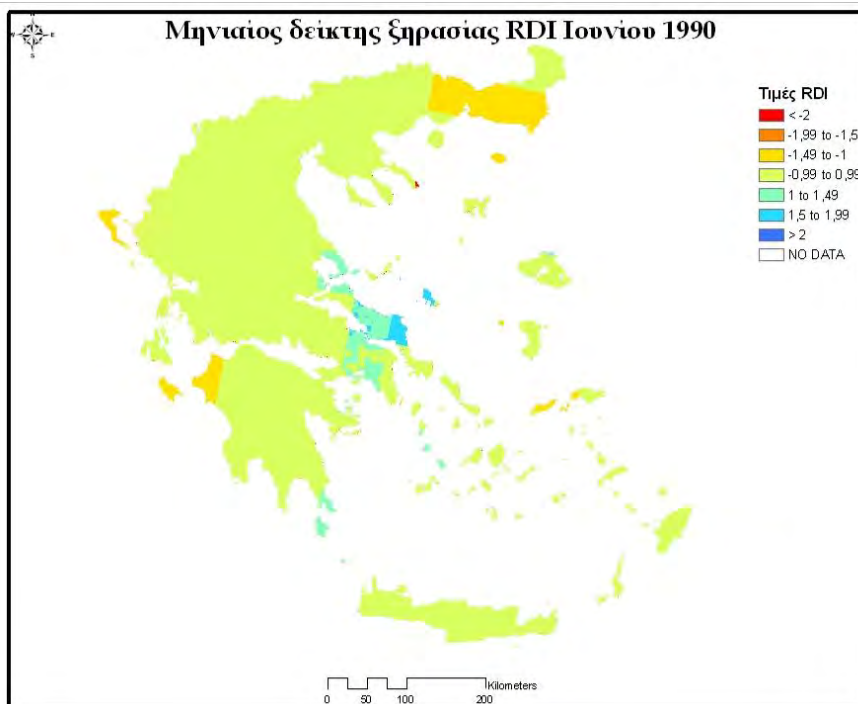 Μηνιαίος δείκτης ξηρασίας RDI Ιουνίου 1990
N
W E
S
Τιμές RDI
< -2
-1,99 to -1,5
-1,49 to -1
-0,99 to 0,99
1 to 1,49
1,5 to 1,99
> 2
NO DATA
Kilometers
0 50 100 200